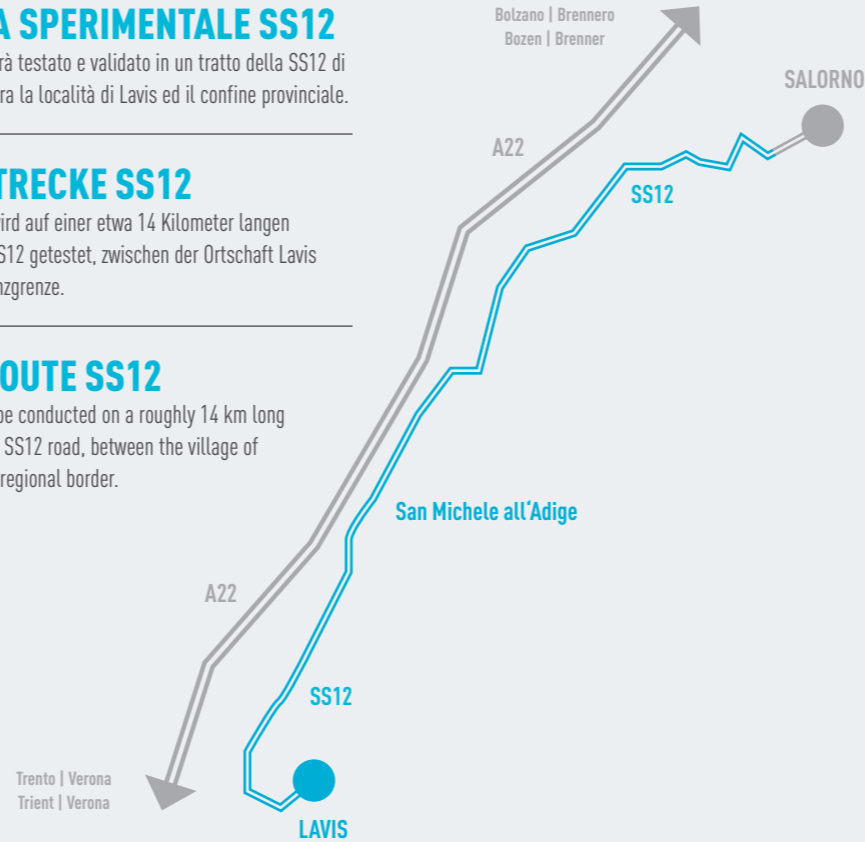 A SPERIMENTALE SS12
rà testato e validato in un tratto della SS12 di
ra la località di Lavis ed il confine provinciale.
TRECKE SS12
ird auf einer etwa 14 Kilometer langen
S12 getestet, zwischen der Ortschaft Lavis
nzgrenze.
OUTE SS12
be conducted on a roughly 14 km long
SS12 road, between the village of
regional border.
Bolzano | Brennero
Bozen | Brenner
SALORNO
A22
SS12
San Michele all'Adige
A22
SS12
Trento | Verona
Trient | Verona
LAVIS